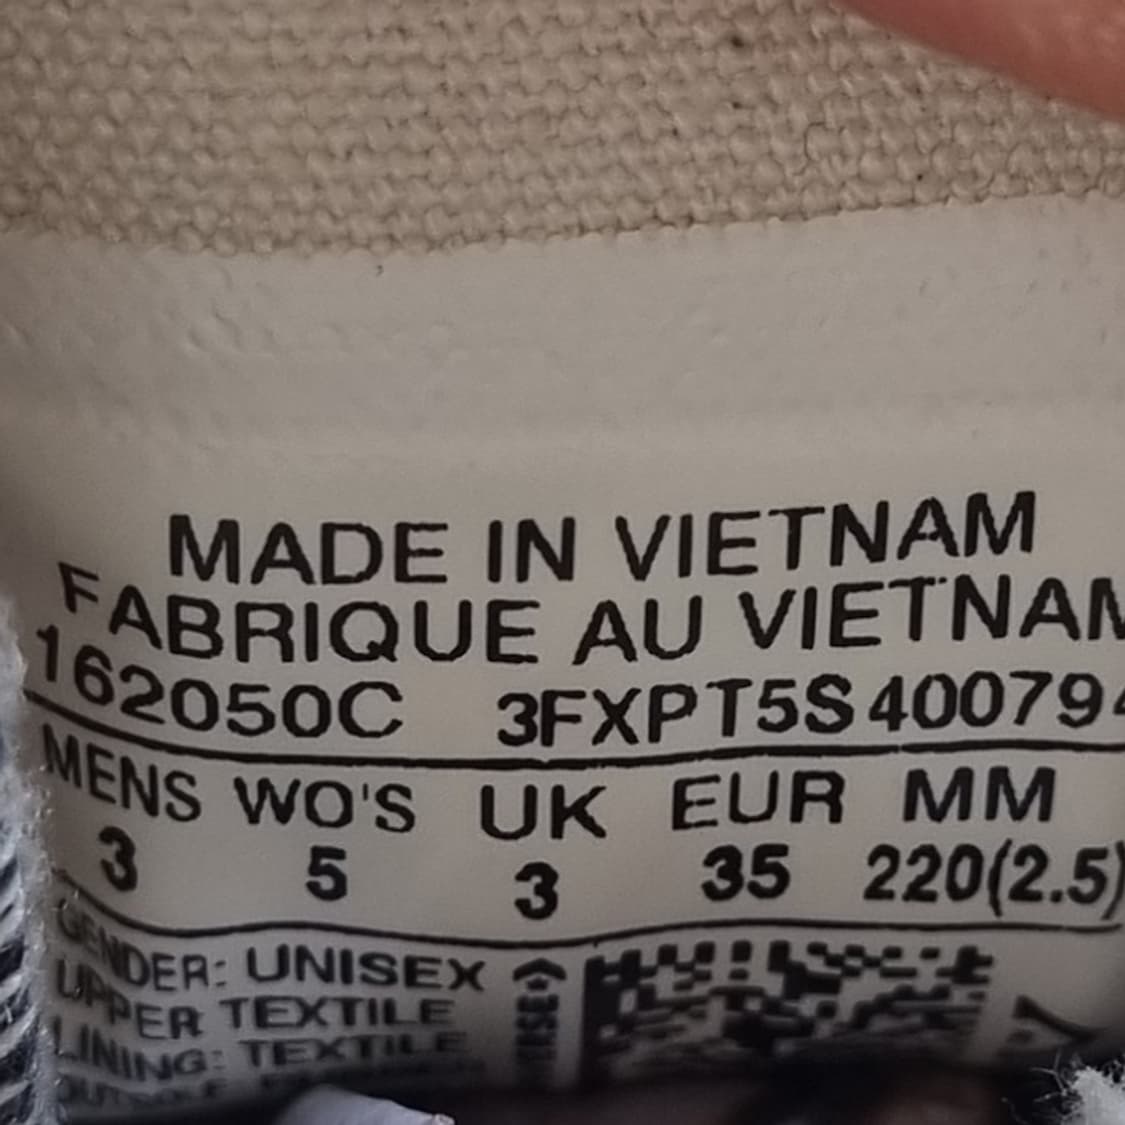 MADE IN VIETNAM
FABRIQUE AU VIETNAM
162050C 3FXPT5S 400794
MENS WO'S UK EUR MM
3 5 3 35 220(2.5)
GENDER: UNISEX
UPPER TEXTILE
LINING: TEXTILE